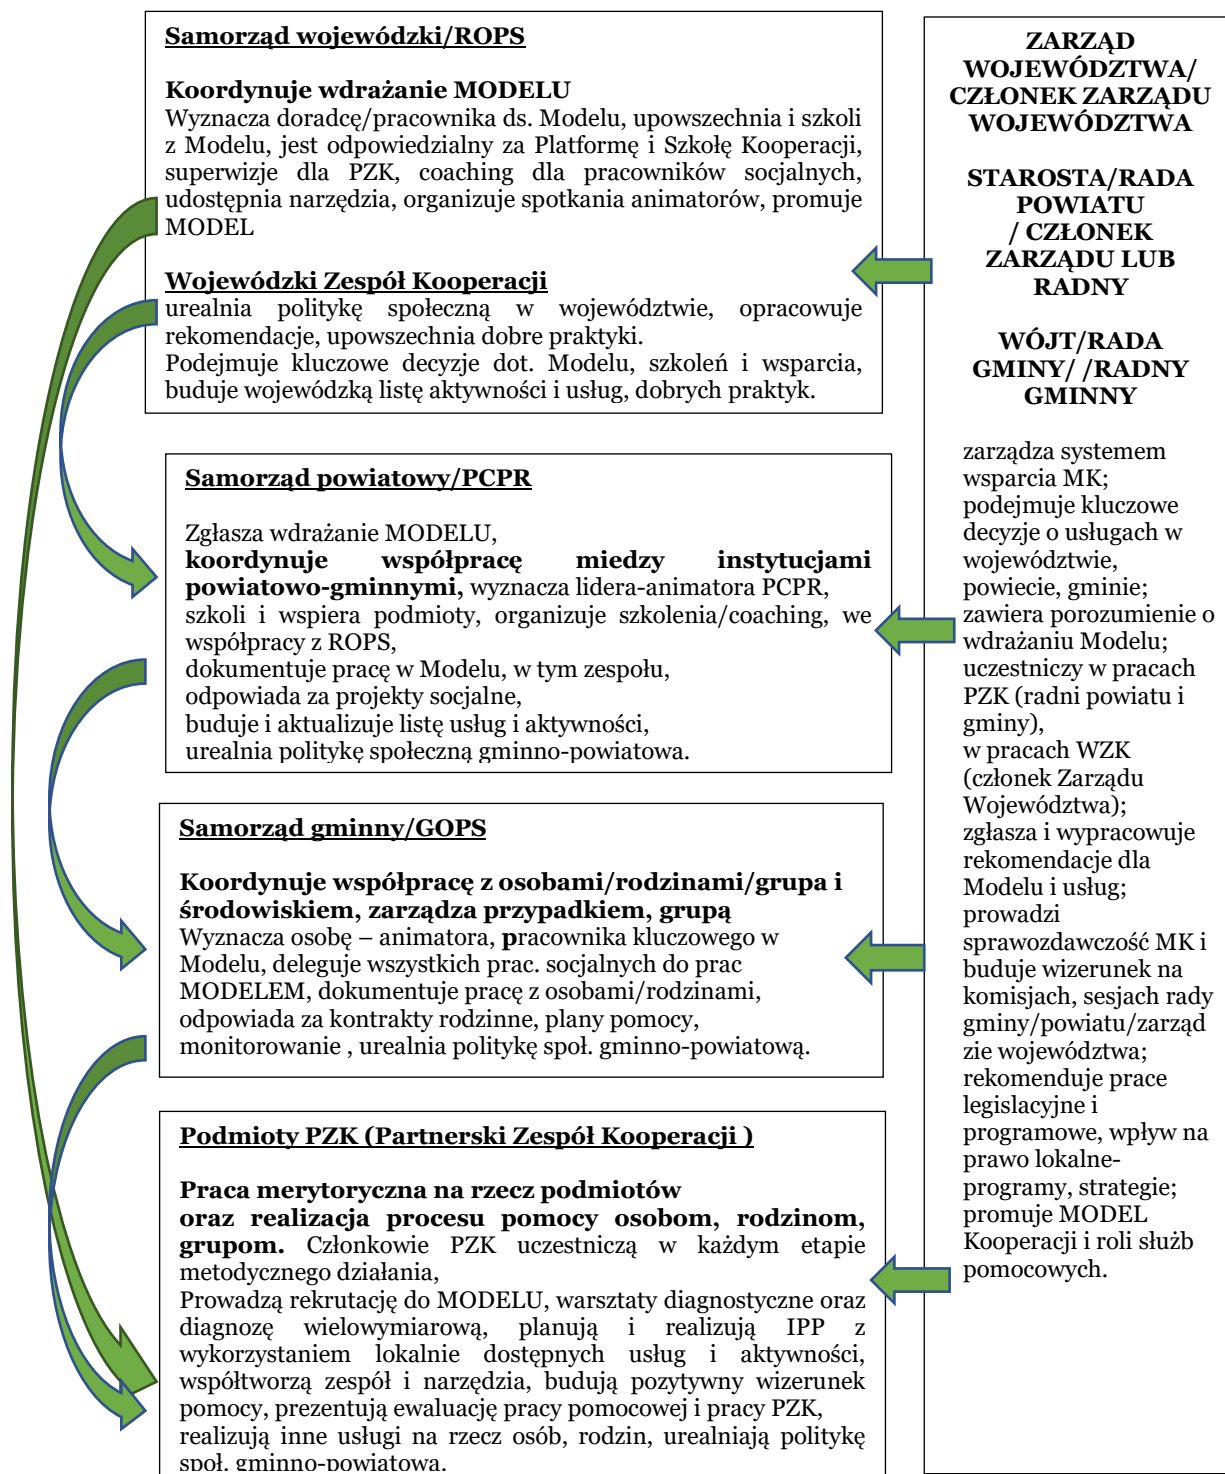 Samorząd wojewódzki/ROPS
Koordynuje wdrażanie MODELU
Wyznacza doradcę/pracownika ds. Modelu, upowszechnia i szkoli
z Modelu, jest odpowiedzialny za Platformę i Szkołę Kooperacji,
superwizje dla PZK, coaching dla pracowników socjalnych,
udostępnia narzędzia, organizuje spotkania animatorów, promuje
MODEL
Wojewódzki Zespół Kooperacji
urealnia politykę społeczną w województwie, opracowuje
rekomendacje, upowszechnia dobre praktyki.
Podejmuje kluczowe decyzje dot. Modelu, szkoleń i wsparcia,
buduje wojewódzką listę aktywności i usług, dobrych praktyk.
Samorząd powiatowy/PCPR
Zgłasza wdrażanie MODELU,
koordynuje współpracę miedzy instytucjami
powiatowo-gminnymi, wyznacza lidera-animatora PCPR,
szkoli i wspiera podmioty, organizuje szkolenia/coaching, we
współpracy z ROPS,
dokumentuje pracę w Modelu, w tym zespołu,
odpowiada za projekty socjalne,
buduje i aktualizuje listę usług i aktywności,
urealnia politykę społeczną gminno-powiatowa.
Samorząd gminny/GOPS
Koordynuje współpracę z osobami/rodzinami/grupa i
środowiskiem, zarządza przypadkiem, grupą
Wyznacza osobę – animatora, pracownika kluczowego w
Modelu, deleguje wszystkich prac. socjalnych do prac
MODELEM, dokumentuje pracę z osobami/rodzinami,
odpowiada za kontrakty rodzinne, plany pomocy,
monitorowanie , urealnia politykę społ. gminno-powiatową.
Podmioty PZK (Partnerski Zespół Kooperacji )
Praca merytoryczna na rzecz podmiotów
oraz realizacja procesu pomocy osobom, rodzinom,
grupom. Członkowie PZK uczestniczą w każdym etapie
metodycznego działania,
Prowadzą rekrutację do MODELU, warsztaty diagnostyczne oraz
diagnozę wielowymiarową, planują i realizują IPP z
wykorzystaniem lokalnie dostępnych usług i aktywności,
współtworzą zespół i narzędzia, budują pozytywny wizerunek
pomocy, prezentują ewaluację pracy pomocowej i pracy PZK,
realizują inne usługi na rzecz osób, rodzin, urealniają politykę
społ. gminno-powiatowa.
ZARZĄD
WOJEWÓDZTWA/
CZŁONEK ZARZĄDU
WOJEWÓDZTWA
STAROSTA/RADA
POWIATU
/ CZŁONEK
ZARZĄDU LUB
RADNY
WÓJT/RADA
GMINY/ /RADNY
GMINNY
zarządza systemem
wsparcia MK;
podejmuje kluczowe
decyzje o usługach w
województwie,
powiecie, gminie;
zawiera porozumienie o
wdrażaniu Modelu;
uczestniczy w pracach
PZK (radni powiatu i
gminy),
w pracach WZK
(członek Zarządu
Województwa);
zgłasza i wypracowuje
rekomendacje dla
Modelu i usług;
prowadzi
sprawozdawczość MK i
buduje wizerunek na
komisjach, sesjach rady
gminy/powiatu/zarząd
zie województwa;
rekomenduje prace
legislacyjne i
programowe, wpływ na
prawo lokalne-
programy, strategie;
promuje MODEL
Kooperacji i roli służb
pomocowych.